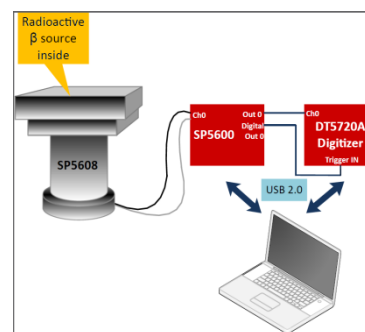 Radioactive
β source
inside
SP5608
Ch0
Out 0
SP5600
Digital
Out 0
Ch0
DT5720A
Digitizer
Trigger IN
USB 2.0